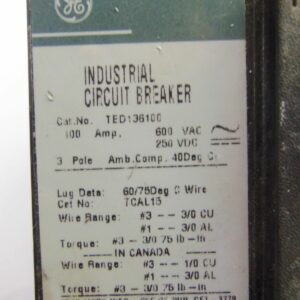 INDUSTRIAL
CIRCUIT BREAKER
Cat.No. TED136100
100 Amp. 600 VAC
250 VDC
3 Pole Amb.Comp. 40Deg C
Lug Data: 60/75Deg C Wire
Cat No: TCAL15
Wire Range: #3 -- 3/0 CU
#1 -- 3/0 AL
Torque: #3 - 3/0 75 lb-in
IN CANADA
Wire Range: #3 -- 1/0 CU
#1 -- 3/0 AL
Torque: #3 - 3/0 75 lb-in